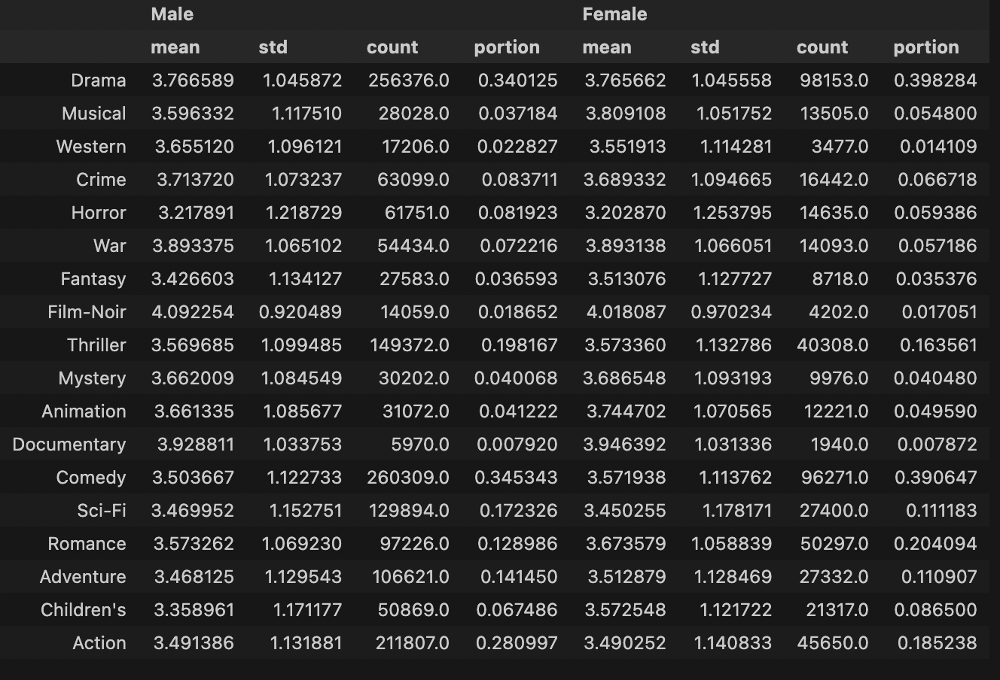 Male Female
mean std count portion mean std count portion
Drama 3.766589 1.045872 256376.0 0.340125 3.765662 1.045558 98153.0 0.398284
Musical 3.596332 1.117510 28028.0 0.037184 3.809108 1.051752 13505.0 0.054800
Western 3.655120 1.096121 17206.0 0.022827 3.551913 1.114281 3477.0 0.014109
Crime 3.713720 1.073237 63099.0 0.083711 3.689332 1.094665 16442.0 0.066718
Horror 3.217891 1.218729 61751.0 0.081923 3.202870 1.253795 14635.0 0.059386
War 3.893375 1.065102 54434.0 0.072216 3.893138 1.066051 14093.0 0.057186
Fantasy 3.426603 1.134127 27583.0 0.036593 3.513076 1.127727 8718.0 0.035376
Film-Noir 4.092254 0.920489 14059.0 0.018652 4.018087 0.970234 4202.0 0.017051
Thriller 3.569685 1.099485 149372.0 0.198167 3.573360 1.132786 40308.0 0.163561
Mystery 3.662009 1.084549 30202.0 0.040068 3.686548 1.093193 9976.0 0.040480
Animation 3.661335 1.085677 31072.0 0.041222 3.744702 1.070565 12221.0 0.049590
Documentary 3.928811 1.033753 5970.0 0.007920 3.946392 1.031336 1940.0 0.007872
Comedy 3.503667 1.122733 260309.0 0.345343 3.571938 1.113762 96271.0 0.390647
Sci-Fi 3.469952 1.152751 129894.0 0.172326 3.450255 1.178171 27400.0 0.111183
Romance 3.573262 1.069230 97226.0 0.128986 3.673579 1.058839 50297.0 0.204094
Adventure 3.468125 1.129543 106621.0 0.141450 3.512879 1.128469 27332.0 0.110907
Children's 3.358961 1.171177 50869.0 0.067486 3.572548 1.121722 21317.0 0.086500
Action 3.491386 1.131881 211807.0 0.280997 3.490252 1.140833 45650.0 0.185238